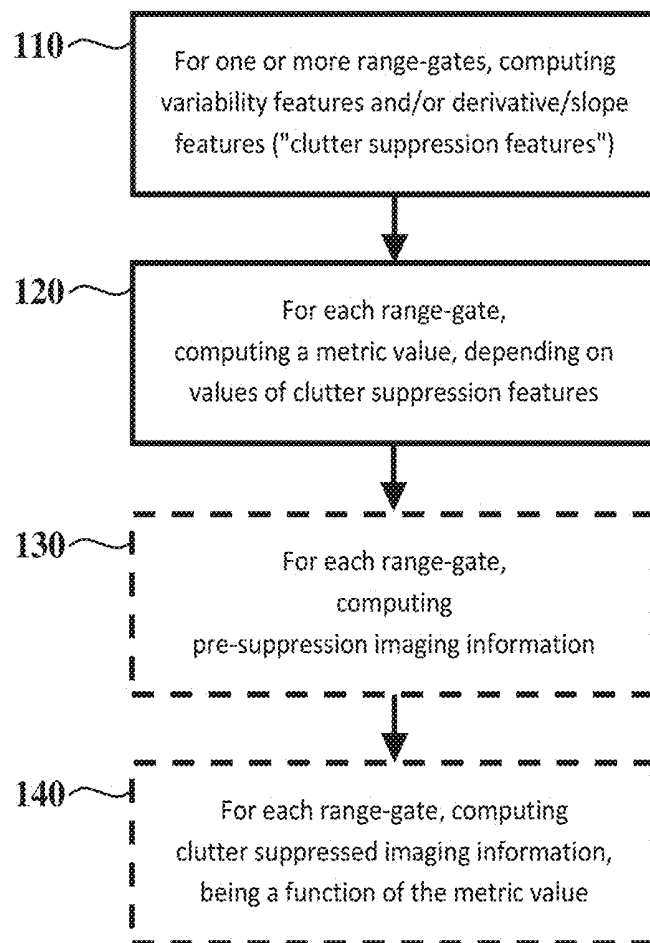 110
For one or more range-gates, computing
variability features and/or derivative/slope
features ("clutter suppression features")
120
For each range-gate,
computing a metric value, depending on
values of clutter suppression features
130
For each range-gate,
computing
pre-suppression imaging information
140
For each range-gate, computing
clutter suppressed imaging information,
being a function of the metric value